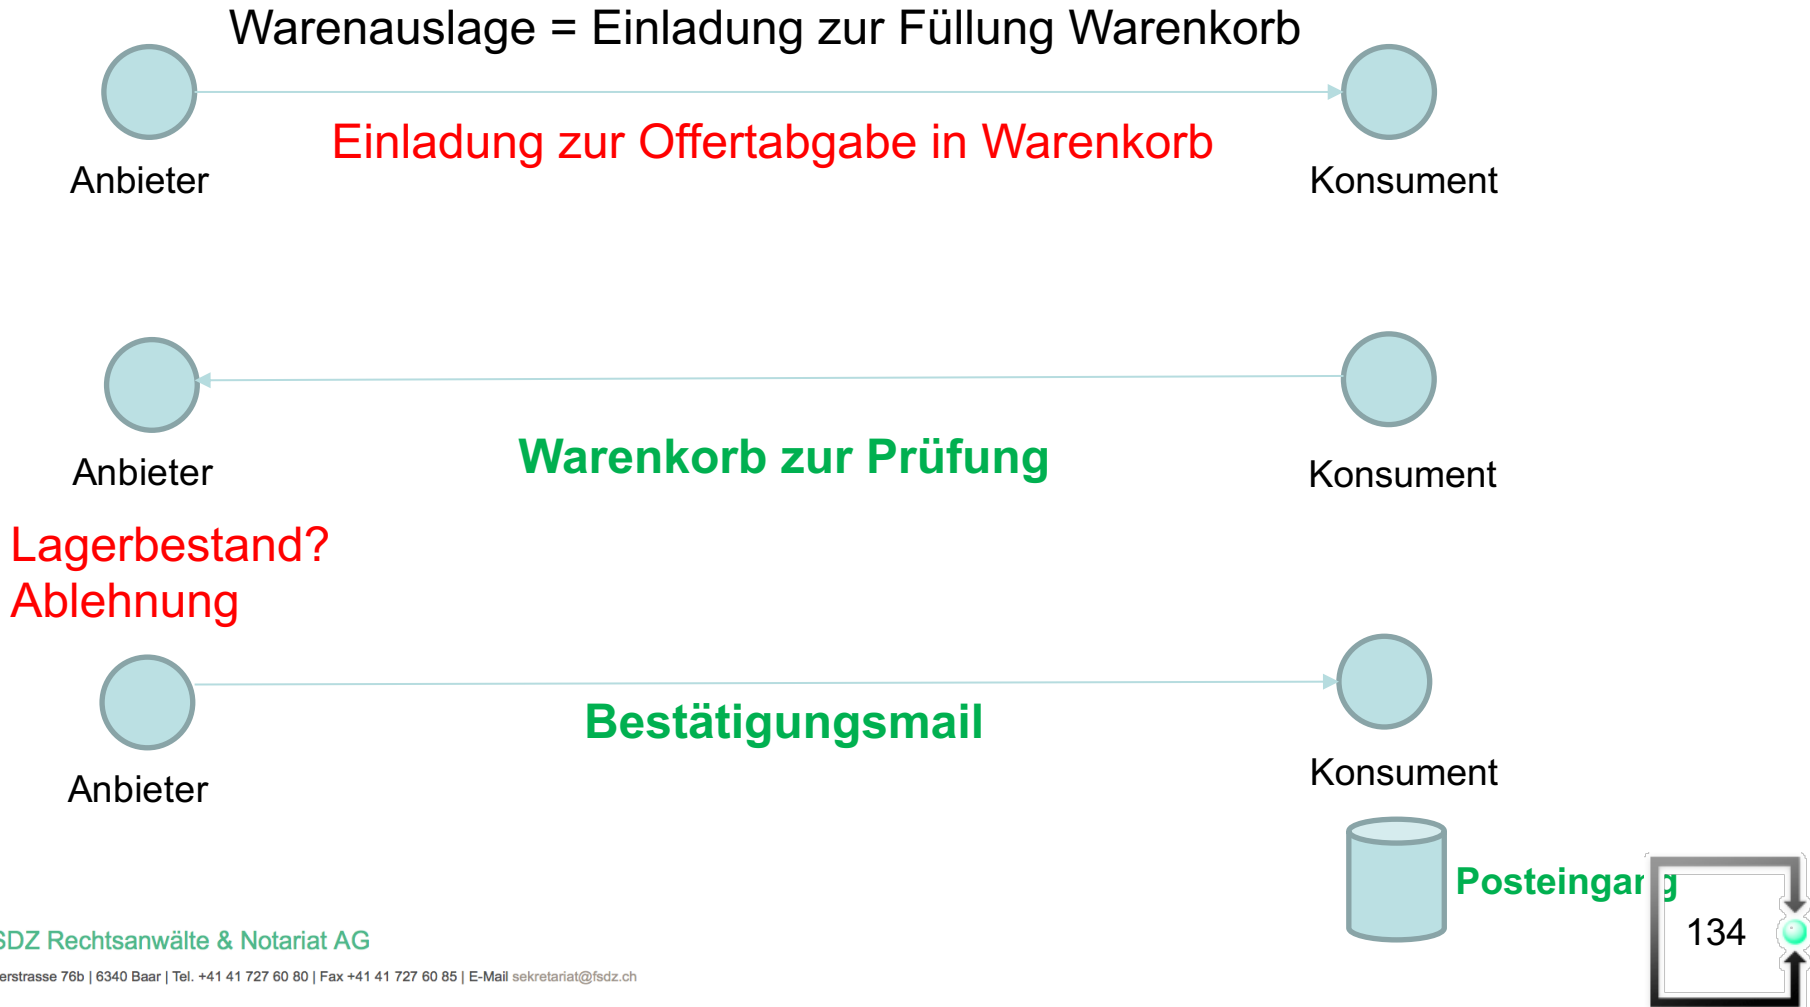 Warenauslage = Einladung zur Füllung Warenkorb
Einladung zur Offertabgabe in Warenkorb
Anbieter
Konsument
Warenkorb zur Prüfung
Anbieter
Konsument
Lagerbestand?
Ablehnung
Bestätigungsmail
Anbieter
Konsument
Posteingang
134
SDZ Rechtsanwälte & Notariat AG
erstrasse 76b | 6340 Baar | Tel. +41 41 727 60 80 | Fax +41 41 727 60 85 | E-Mail sekretariat@fsdz.ch